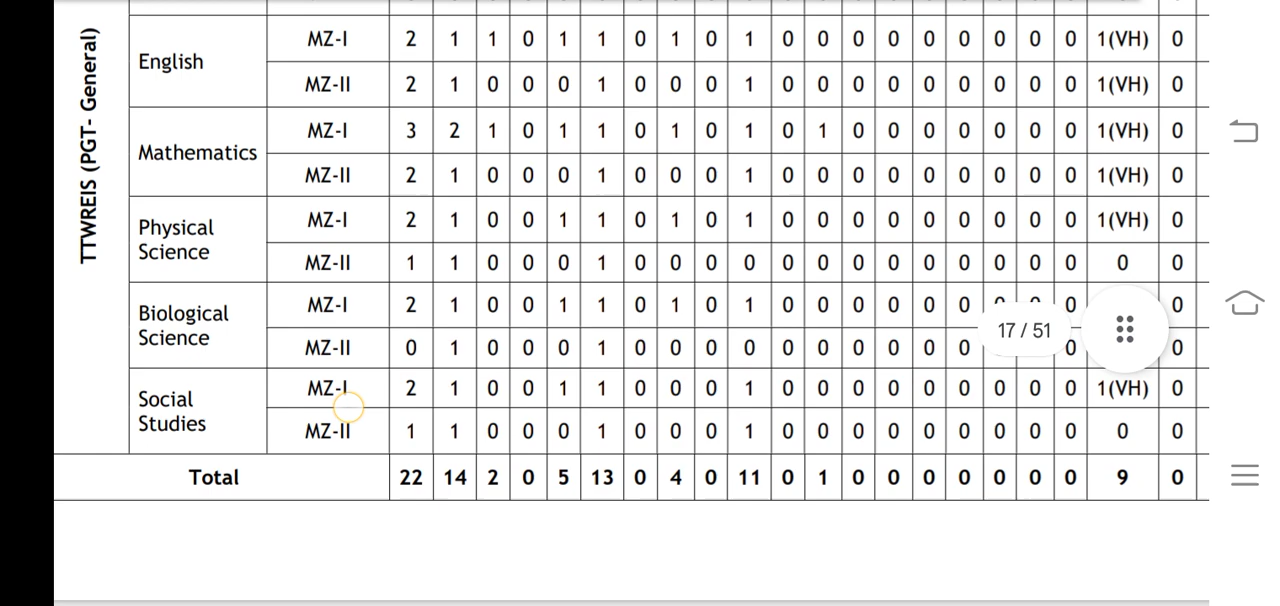 TTWREIS (PGT- General)
English MZ-I 2 1 1 0 1 1 0 1 0 1 0 0 0 0 0 0 0 0 0 1(VH) 0
MZ-II 2 1 0 0 0 1 0 0 0 1 0 0 0 0 0 0 0 0 0 1(VH) 0
Mathematics MZ-I 3 2 1 0 1 1 0 1 0 1 0 1 0 0 0 0 0 0 0 1(VH) 0
MZ-II 2 1 0 0 0 1 0 0 0 1 0 0 0 0 0 0 0 0 0 1(VH) 0
Physical Science MZ-I 2 1 0 0 1 1 0 1 0 1 0 0 0 0 0 0 0 0 0 1(VH) 0
MZ-II 1 1 0 0 0 1 0 0 0 0 0 0 0 0 0 0 0 0 0 0 0
Biological Science MZ-I 2 1 0 0 1 1 0 1 0 1 0 0 0 0 0 0 0 0
17 / 51
MZ-II 0 1 0 0 0 1 0 0 0 0 0 0 0 0 0 0 0 0
Social Studies MZ-I 2 1 0 0 1 1 0 0 0 1 0 0 0 0 0 0 0 0 0 1(VH) 0
MZ-II 1 1 0 0 0 1 0 0 0 1 0 0 0 0 0 0 0 0 0 0 0
Total 22 14 2 0 5 13 0 4 0 11 0 1 0 0 0 0 0 0 0 9 0